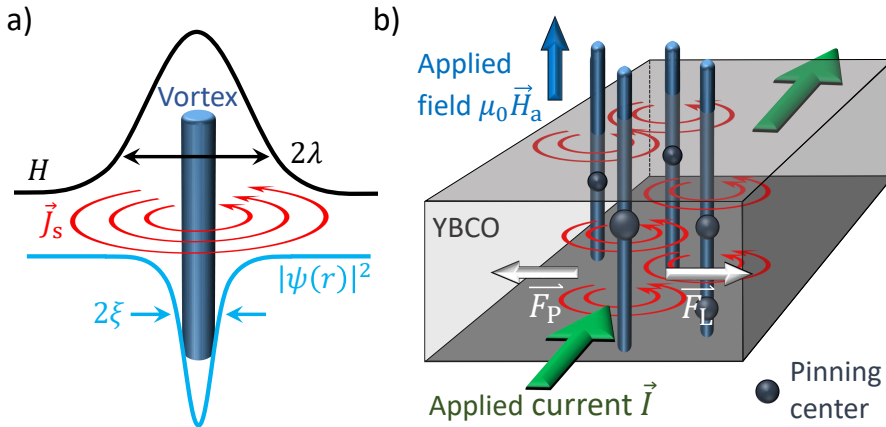 a)
Vortex
H
2λ
J⃗s
|ψ(r)|²
2ξ
b)
Applied
field μ₀H⃗a
YBCO
F⃗P
F⃗L
Applied current I⃗
Pinning
center